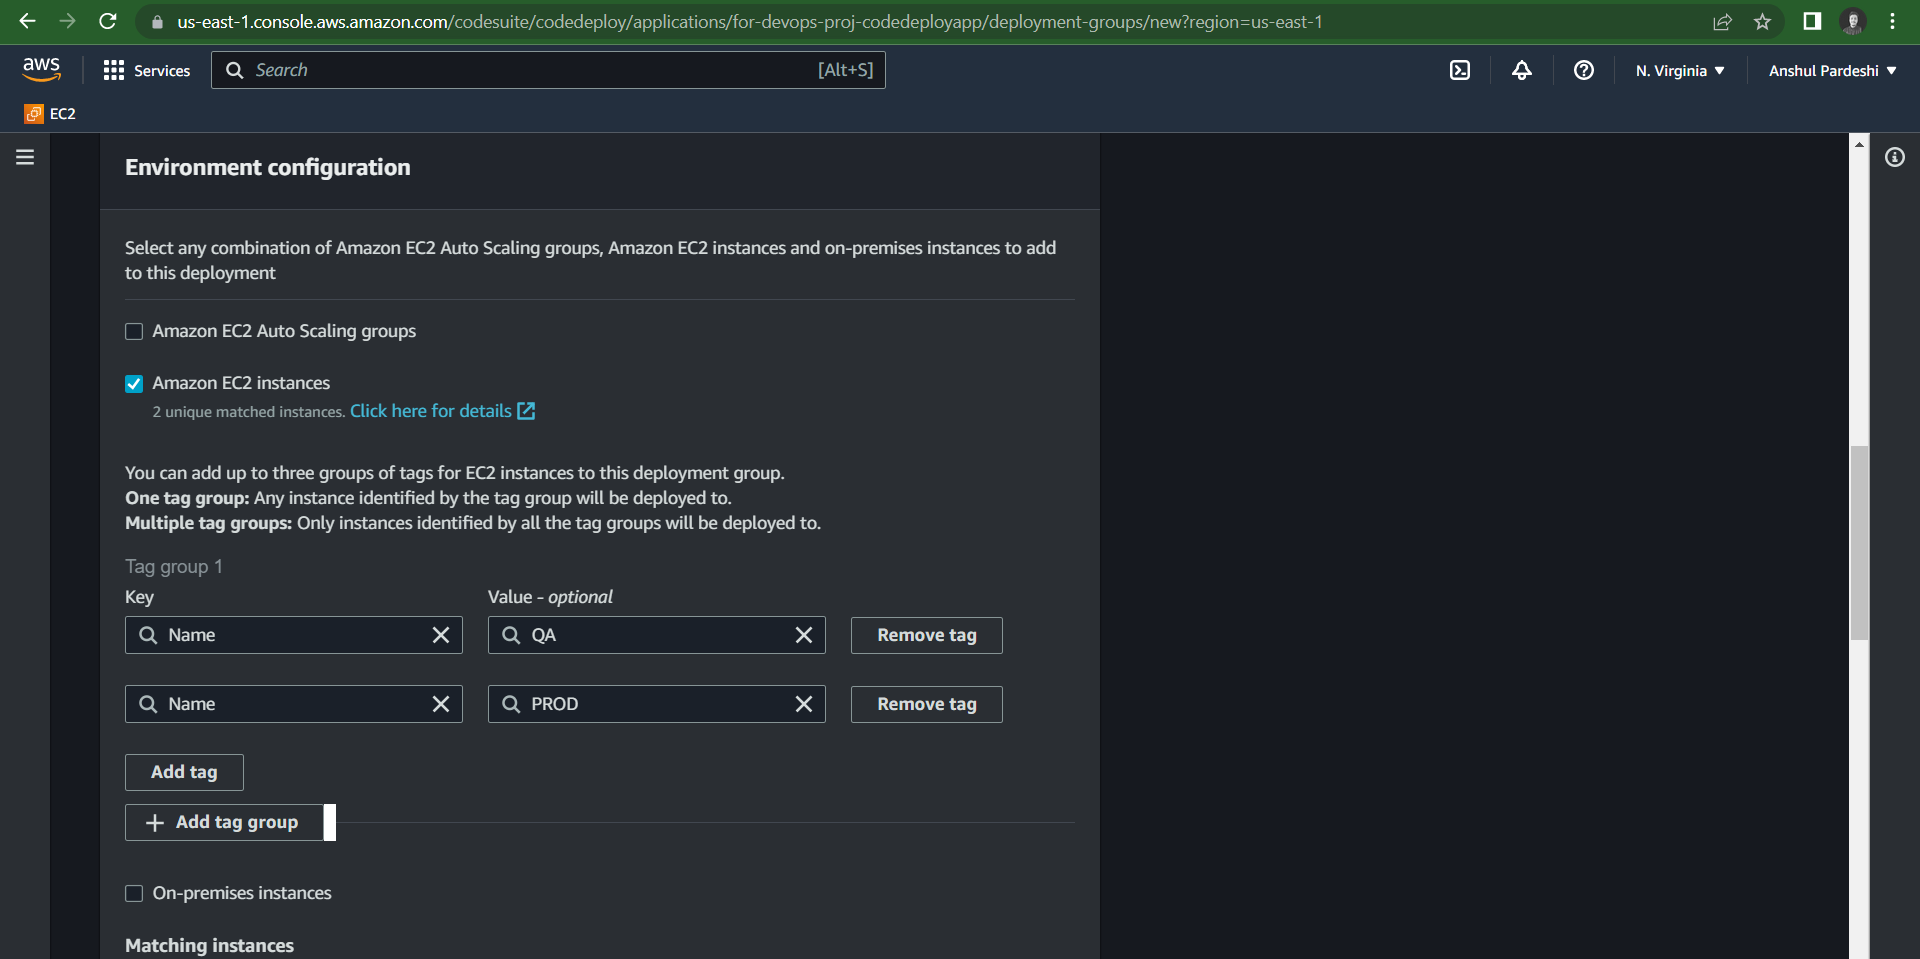 us-east-1.console.aws.amazon.com/codesuite/codedeploy/applications/for-devops-proj-codedeployapp/deployment-groups/new?region=us-east-1
aws
Services
Search
[Alt+S]
N. Virginia
Anshul Pardeshi
EC2
Environment configuration
Select any combination of Amazon EC2 Auto Scaling groups, Amazon EC2 instances and on-premises instances to add
to this deployment
Amazon EC2 Auto Scaling groups
Amazon EC2 instances
2 unique matched instances. Click here for details
You can add up to three groups of tags for EC2 instances to this deployment group.
One tag group: Any instance identified by the tag group will be deployed to.
Multiple tag groups: Only instances identified by all the tag groups will be deployed to.
Tag group 1
Key
Value - optional
Name
QA
Remove tag
Name
PROD
Remove tag
Add tag
Add tag group
On-premises instances
Matching instances